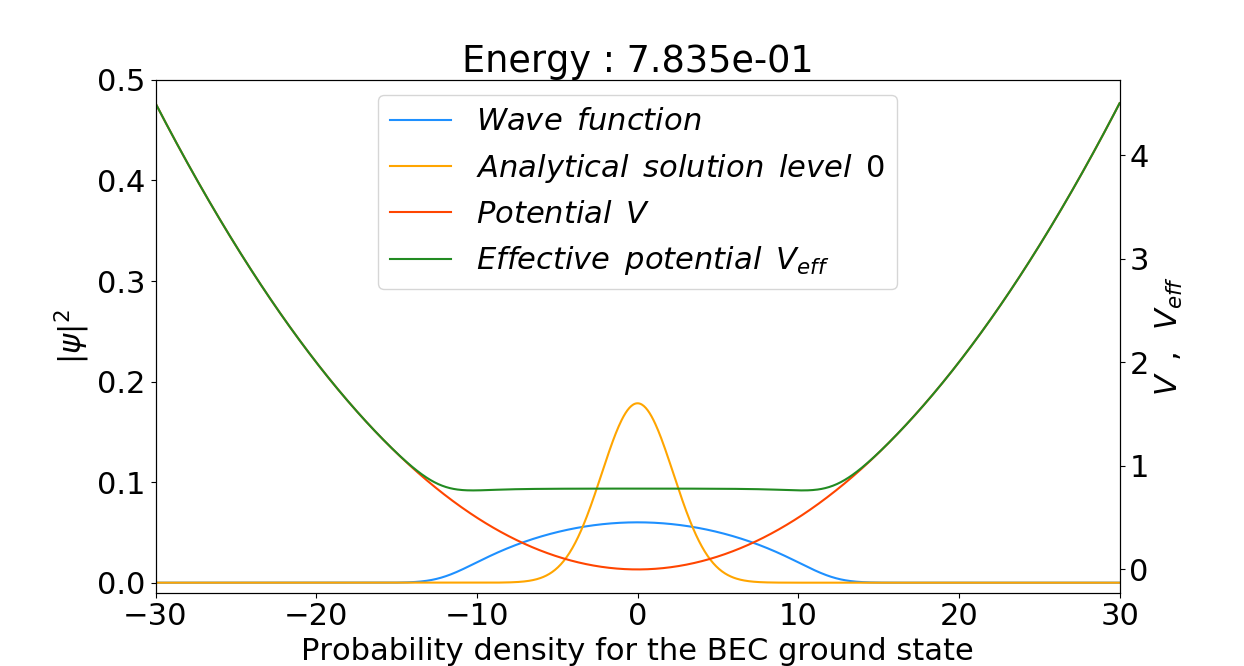 Energy : 7.835e-01
0.5
0.4
0.3
0.2
0.1
0.0
|ψ|²
Wave function
Analytical solution level 0
Potential V
Effective potential V_eff
4
3
2
1
0
V , V_eff
−30 −20 −10 0 10 20 30
Probability density for the BEC ground state